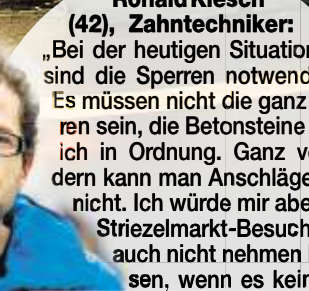 Ronald Klesch
(42), Zahntechniker:
„Bei der heutigen Situation
sind die Sperren notwend
Es müssen nicht die ganz
ren sein, die Betonsteine
ich in Ordnung. Ganz v
dern kann man Anschläge
nicht. Ich würde mir abe
Striezelmarkt-Besuch
auch nicht nehmen
sen, wenn es kein